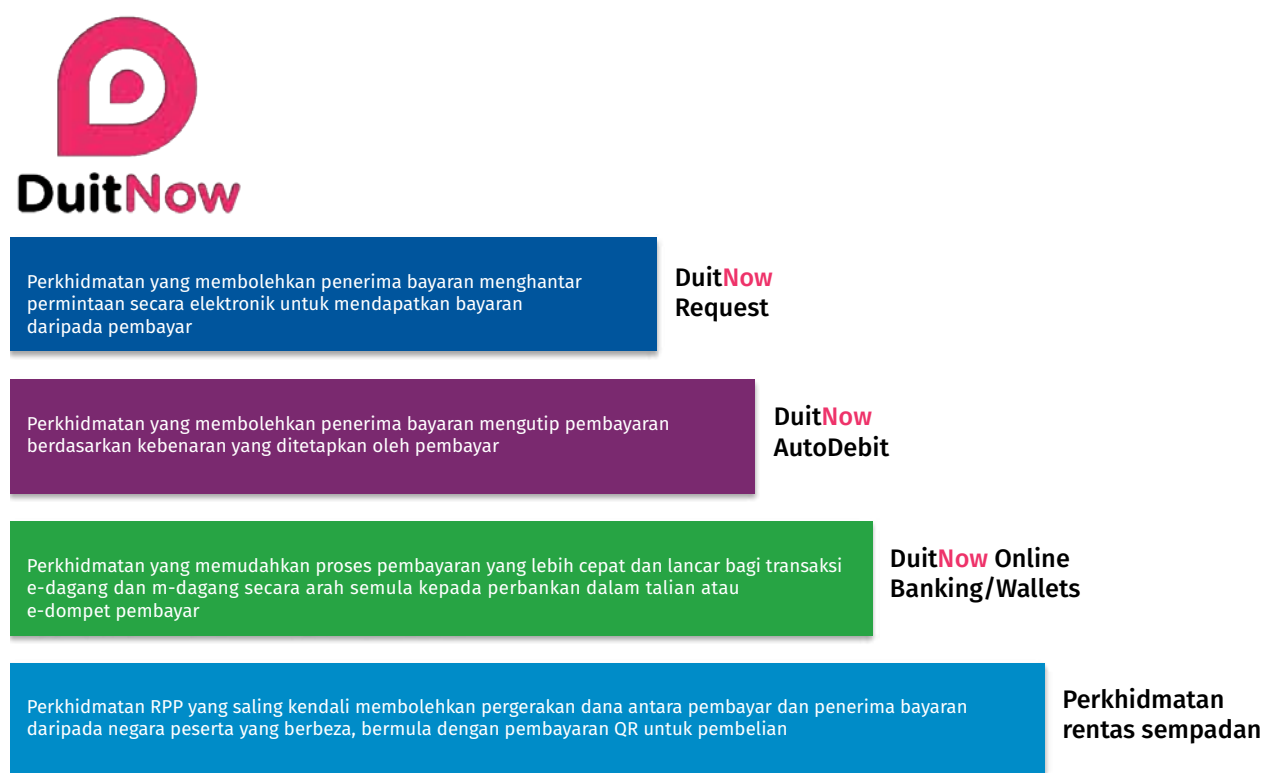 DuitNow
Perkhidmatan yang membolehkan penerima bayaran menghantar
permintaan secara elektronik untuk mendapatkan bayaran
daripada pembayar
DuitNow
Request
Perkhidmatan yang membolehkan penerima bayaran mengutip pembayaran
berdasarkan kebenaran yang ditetapkan oleh pembayar
DuitNow
AutoDebit
Perkhidmatan yang memudahkan proses pembayaran yang lebih cepat dan lancar bagi transaksi
e-dagang dan m-dagang secara arah semula kepada perbankan dalam talian atau
e-dompet pembayar
DuitNow Online
Banking/Wallets
Perkhidmatan RPP yang saling kendali membolehkan pergerakan dana antara pembayar dan penerima bayaran
daripada negara peserta yang berbeza, bermula dengan pembayaran QR untuk pembelian
Perkhidmatan
rentas sempadan